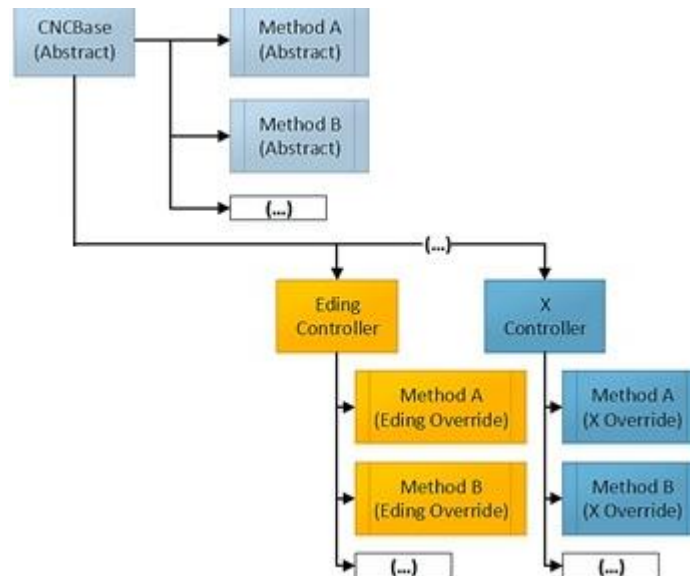 CNCBase
(Abstract)
Method A
(Abstract)
Method B
(Abstract)
(...)
(...)
Eding
Controller
X
Controller
Method A
(Eding Override)
Method A
(X Override)
Method B
(Eding Override)
Method B
(X Override)
(...)
(...)